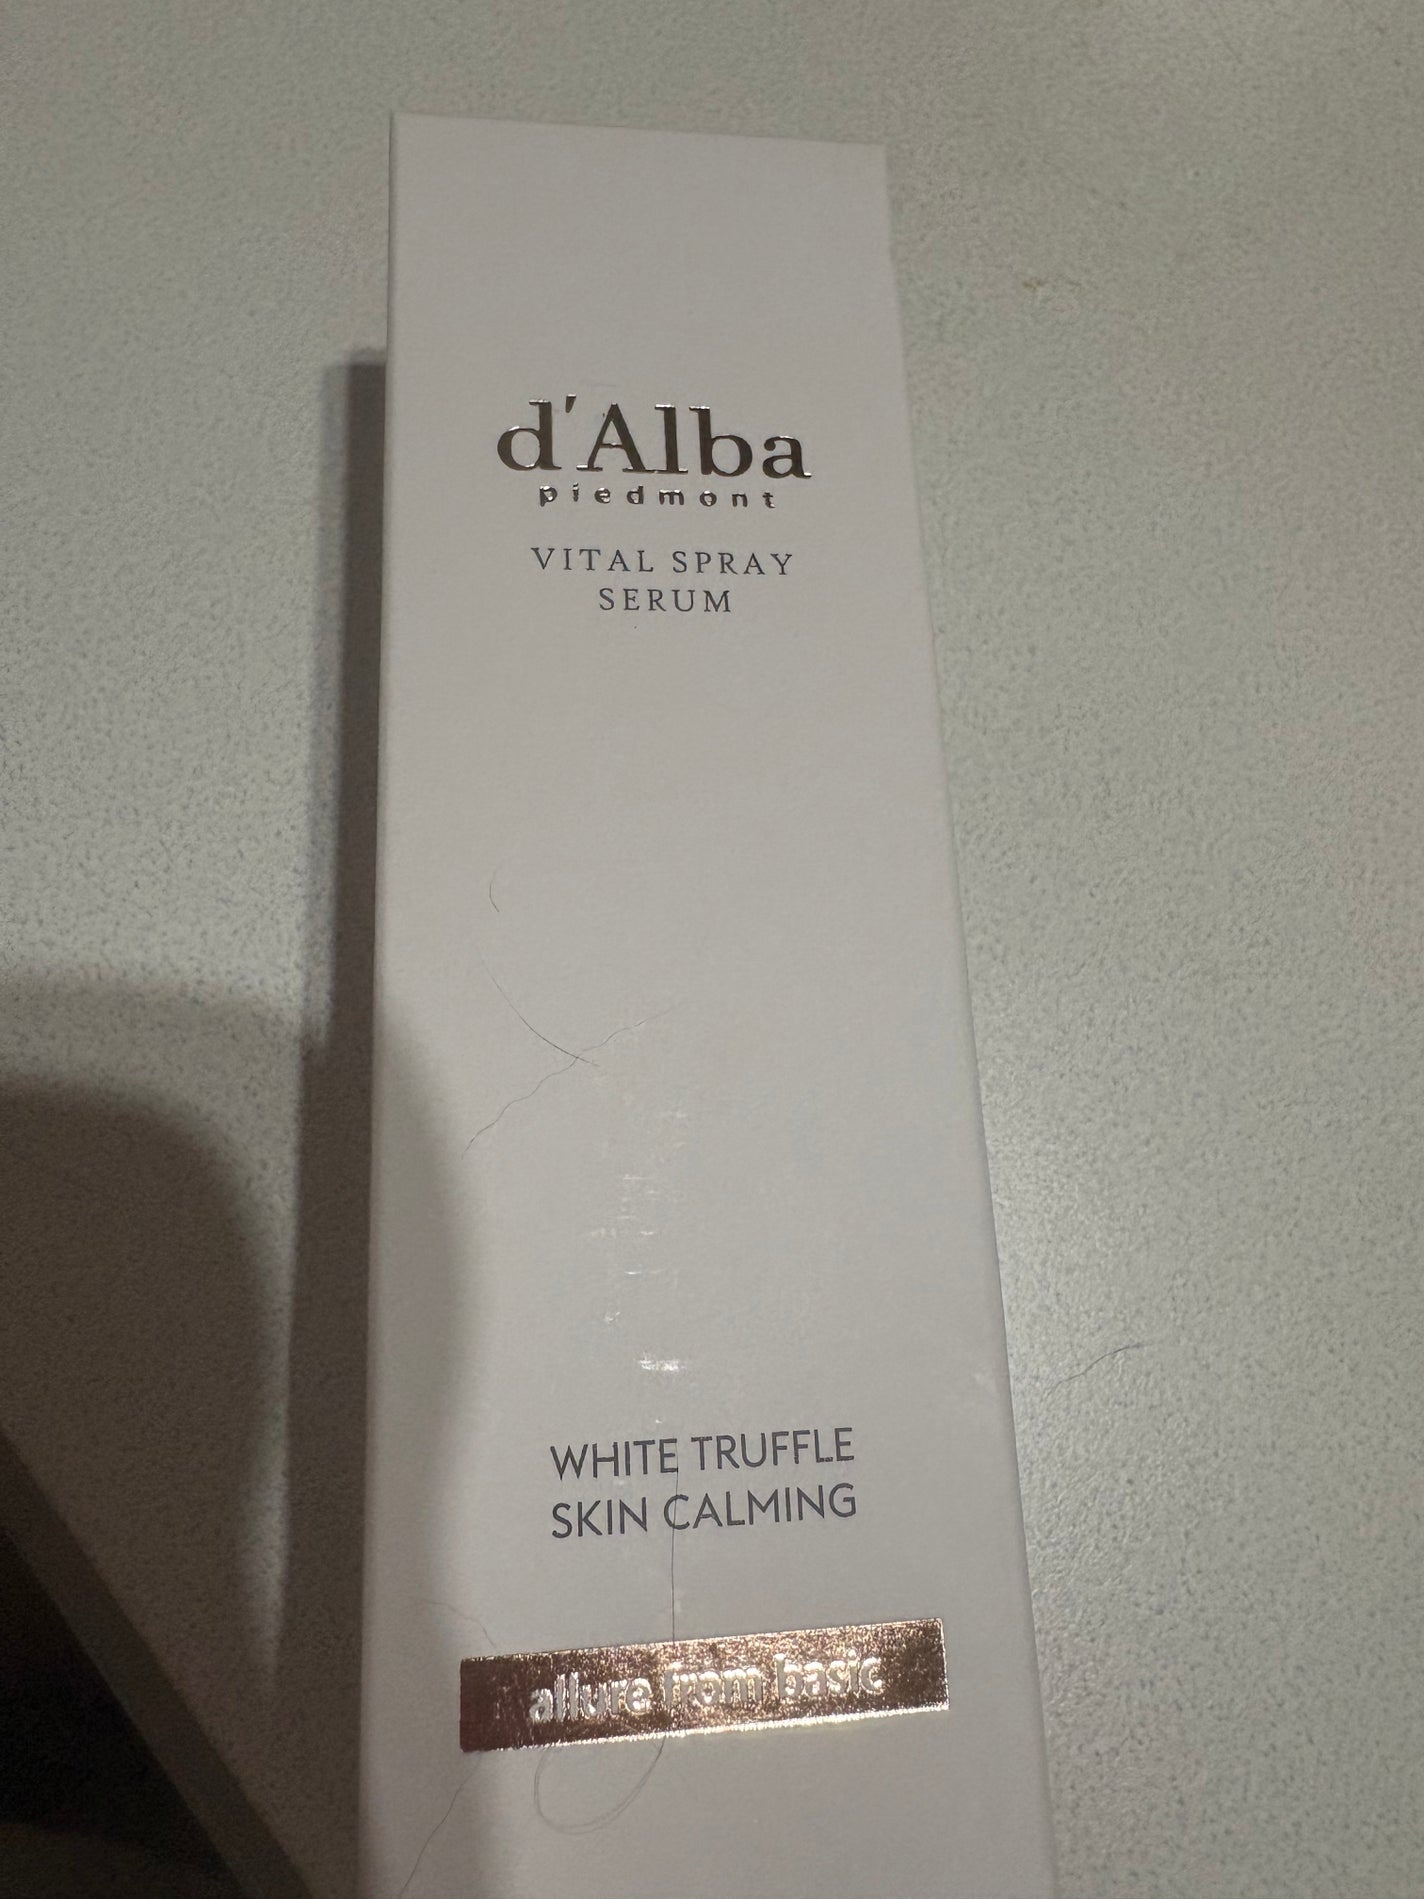 d'Alba
piedmont
VITAL SPRAY
SERUM
WHITE TRUFFLE
SKIN CALMING
allure from basic